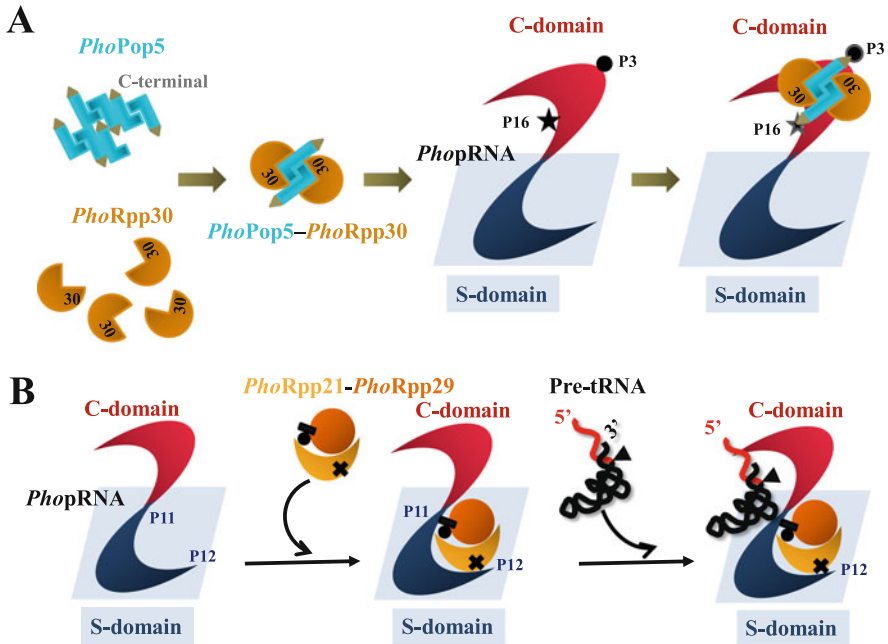 A
PhoPop5
C-terminal
PhoRpp30
30
30
30
30
30
30
PhoPop5–PhoRpp30
C-domain
P3
P16
PhopRNA
S-domain
C-domain
P3
30
30
P16
S-domain
B
C-domain
PhopRNA
P11
P12
S-domain
PhoRpp21-PhoRpp29
C-domain
P11
P12
S-domain
Pre-tRNA
5’
3’
C-domain
5’
P12
S-domain